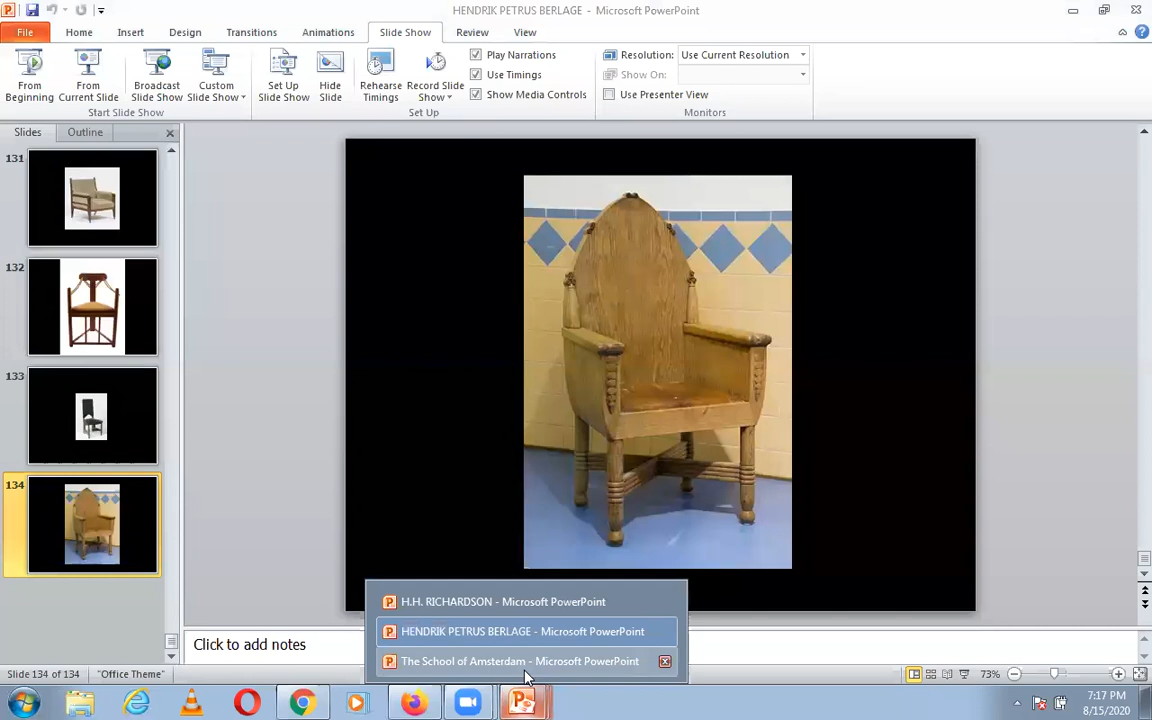 HENDRIK PETRUS BERLAGE - Microsoft PowerPoint
File Home Insert Design Transitions Animations Slide Show Review View
From Beginning
From Current Slide
Broadcast Slide Show
Custom Slide Show
Start Slide Show
Set Up Slide Show
Hide Slide
Rehearse Timings
Record Slide Show
Play Narrations
Use Timings
Show Media Controls
Set Up
Resolution: Use Current Resolution
Show On:
Use Presenter View
Monitors
Slides Outline
131
132
133
134
H.H. RICHARDSON - Microsoft PowerPoint
HENDRIK PETRUS BERLAGE - Microsoft PowerPoint
The School of Amsterdam - Microsoft PowerPoint
Click to add notes
Slide 134 of 134 "Office Theme" 73%
7:17 PM
8/15/2020